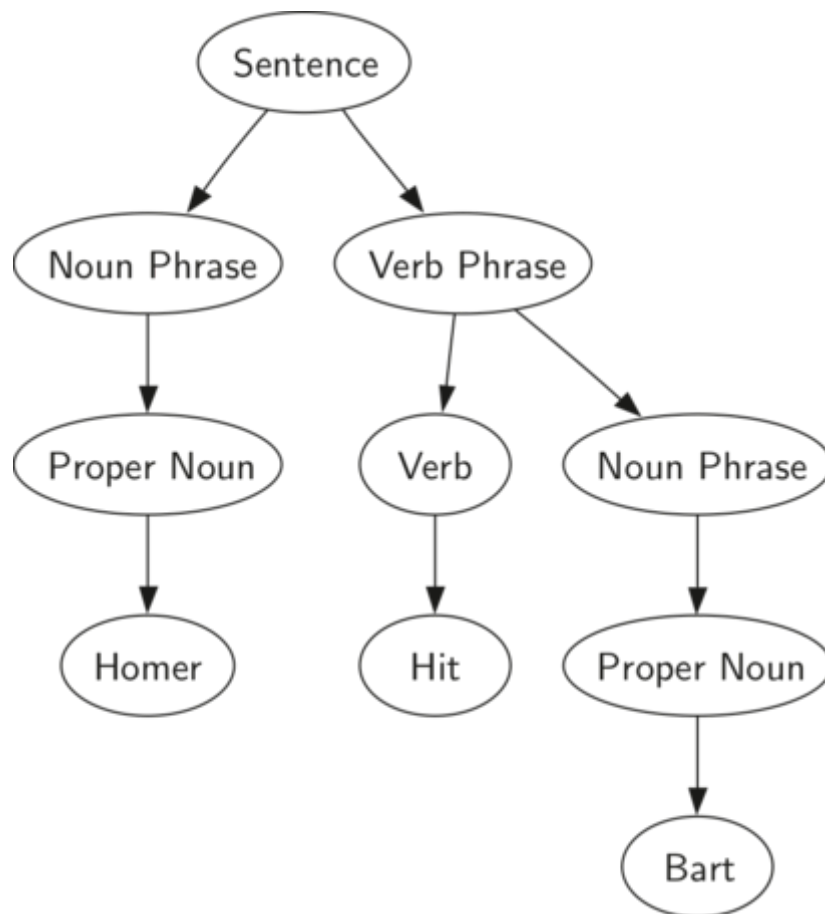 Sentence
Noun Phrase
Verb Phrase
Proper Noun
Verb
Noun Phrase
Homer
Hit
Proper Noun
Bart